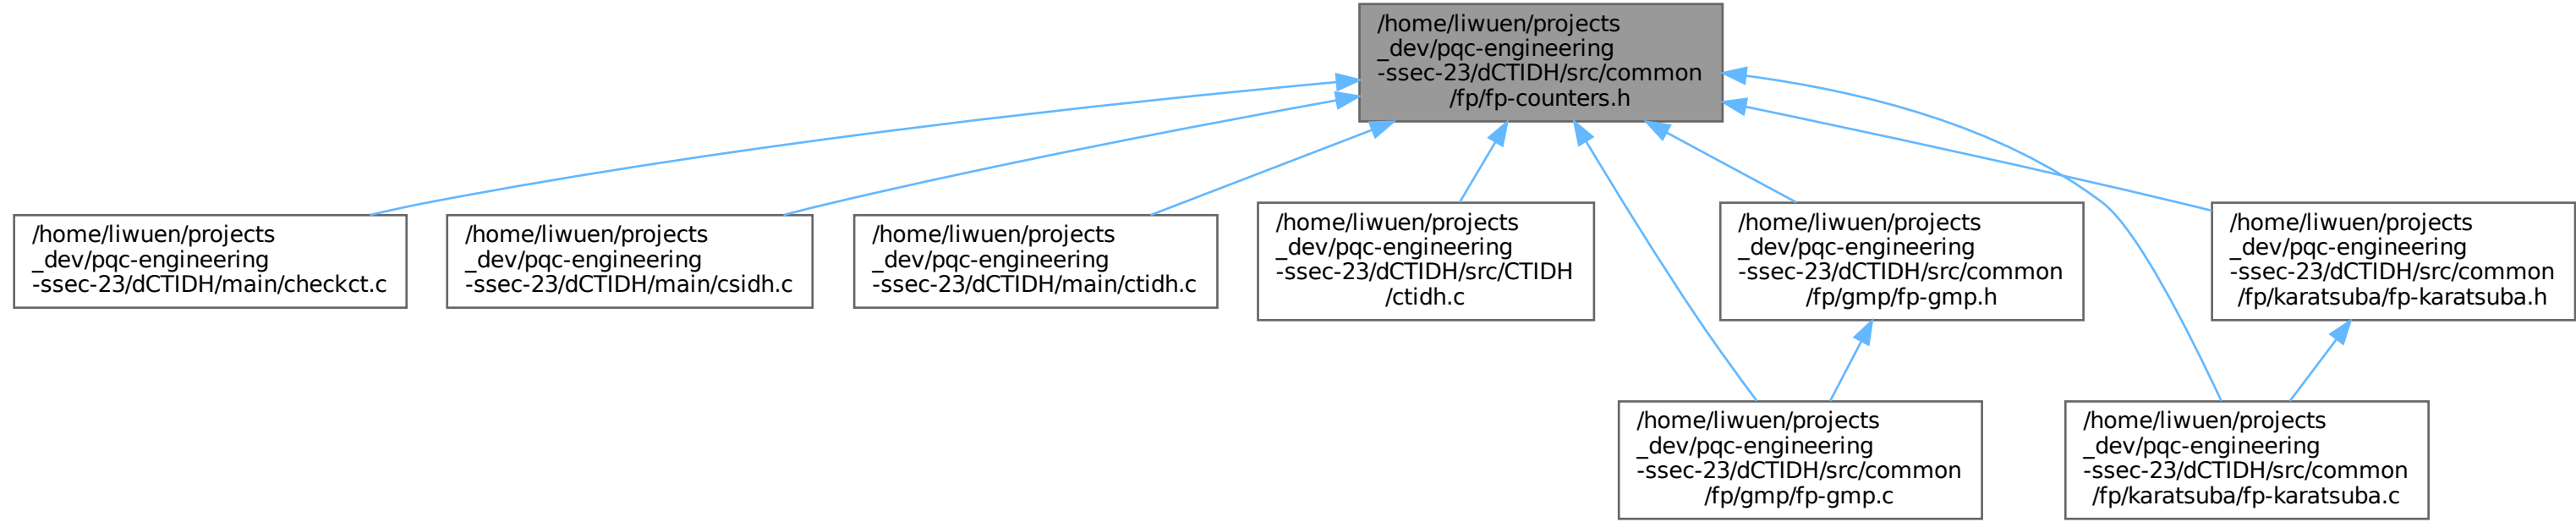 /home/liwuen/projects
_dev/pqc-engineering
-ssec-23/dCTIDH/src/common
/fp/fp-counters.h
/home/liwuen/projects
_dev/pqc-engineering
-ssec-23/dCTIDH/main/checkct.c
/home/liwuen/projects
_dev/pqc-engineering
-ssec-23/dCTIDH/main/csidh.c
/home/liwuen/projects
_dev/pqc-engineering
-ssec-23/dCTIDH/main/ctidh.c
/home/liwuen/projects
_dev/pqc-engineering
-ssec-23/dCTIDH/src/CTIDH
/ctidh.c
/home/liwuen/projects
_dev/pqc-engineering
-ssec-23/dCTIDH/src/common
/fp/gmp/fp-gmp.h
/home/liwuen/projects
_dev/pqc-engineering
-ssec-23/dCTIDH/src/common
/fp/karatsuba/fp-karatsuba.h
/home/liwuen/projects
_dev/pqc-engineering
-ssec-23/dCTIDH/src/common
/fp/gmp/fp-gmp.c
/home/liwuen/projects
_dev/pqc-engineering
-ssec-23/dCTIDH/src/common
/fp/karatsuba/fp-karatsuba.c